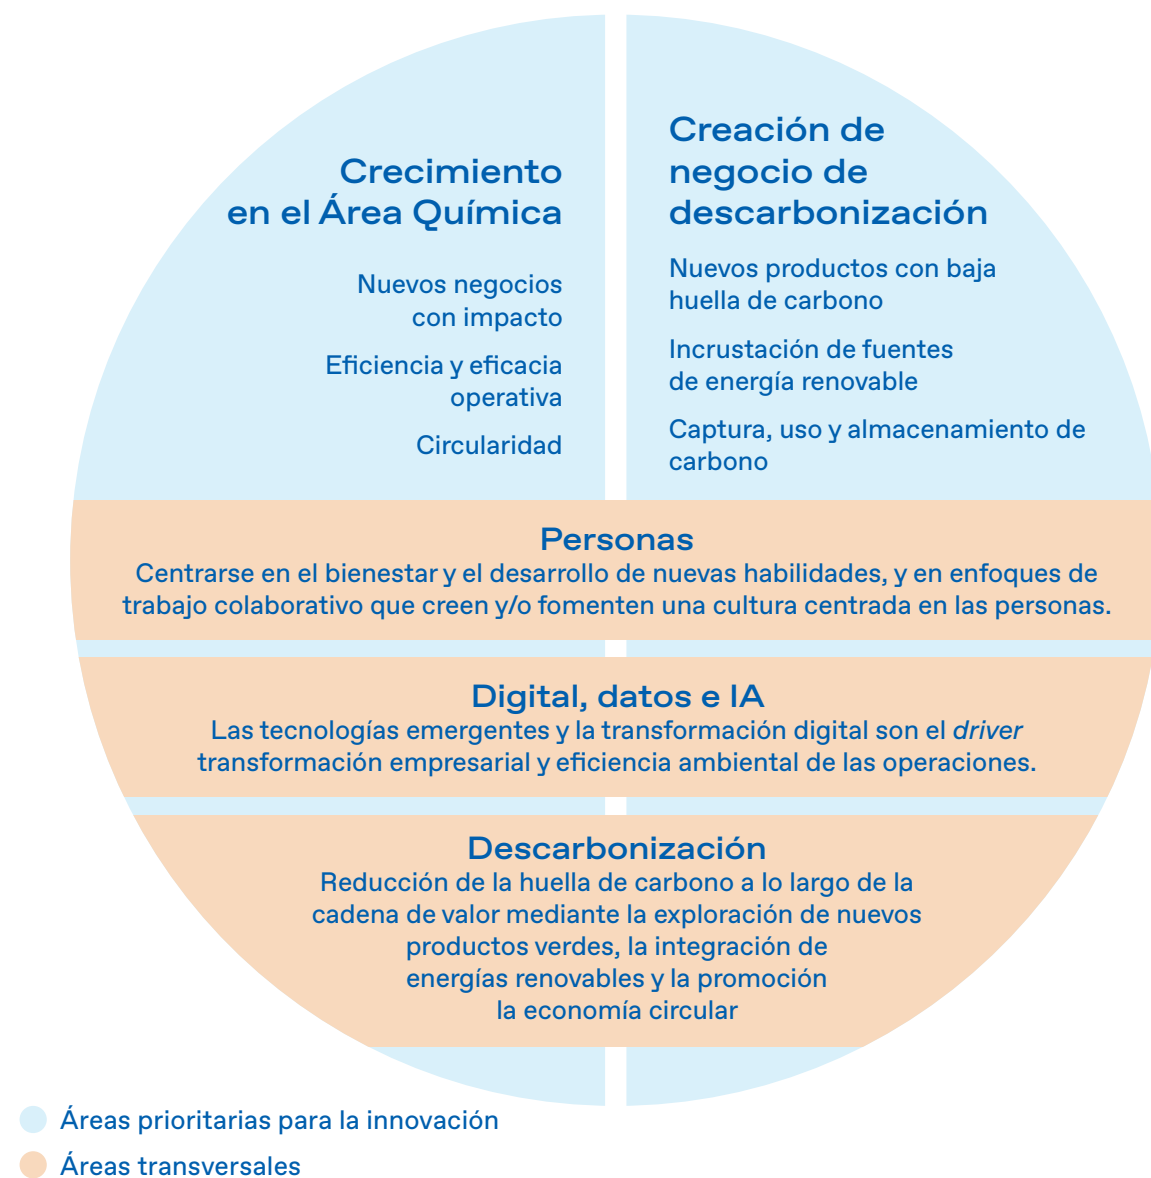 Crecimiento
en el Área Química
Nuevos negocios
con impacto
Eficiencia y eficacia
operativa
Circularidad
Creación de
negocio de
descarbonización
Nuevos productos con baja
huella de carbono
Incrustación de fuentes
de energía renovable
Captura, uso y almacenamiento de
carbono
Personas
Centrarse en el bienestar y el desarrollo de nuevas habilidades, y en enfoques de
trabajo colaborativo que creen y/o fomenten una cultura centrada en las personas.
Digital, datos e IA
Las tecnologías emergentes y la transformación digital son el driver
transformación empresarial y eficiencia ambiental de las operaciones.
Descarbonización
Reducción de la huella de carbono a lo largo de la
cadena de valor mediante la exploración de nuevos
productos verdes, la integración de
energías renovables y la promoción
la economía circular
Áreas prioritarias para la innovación
Áreas transversales